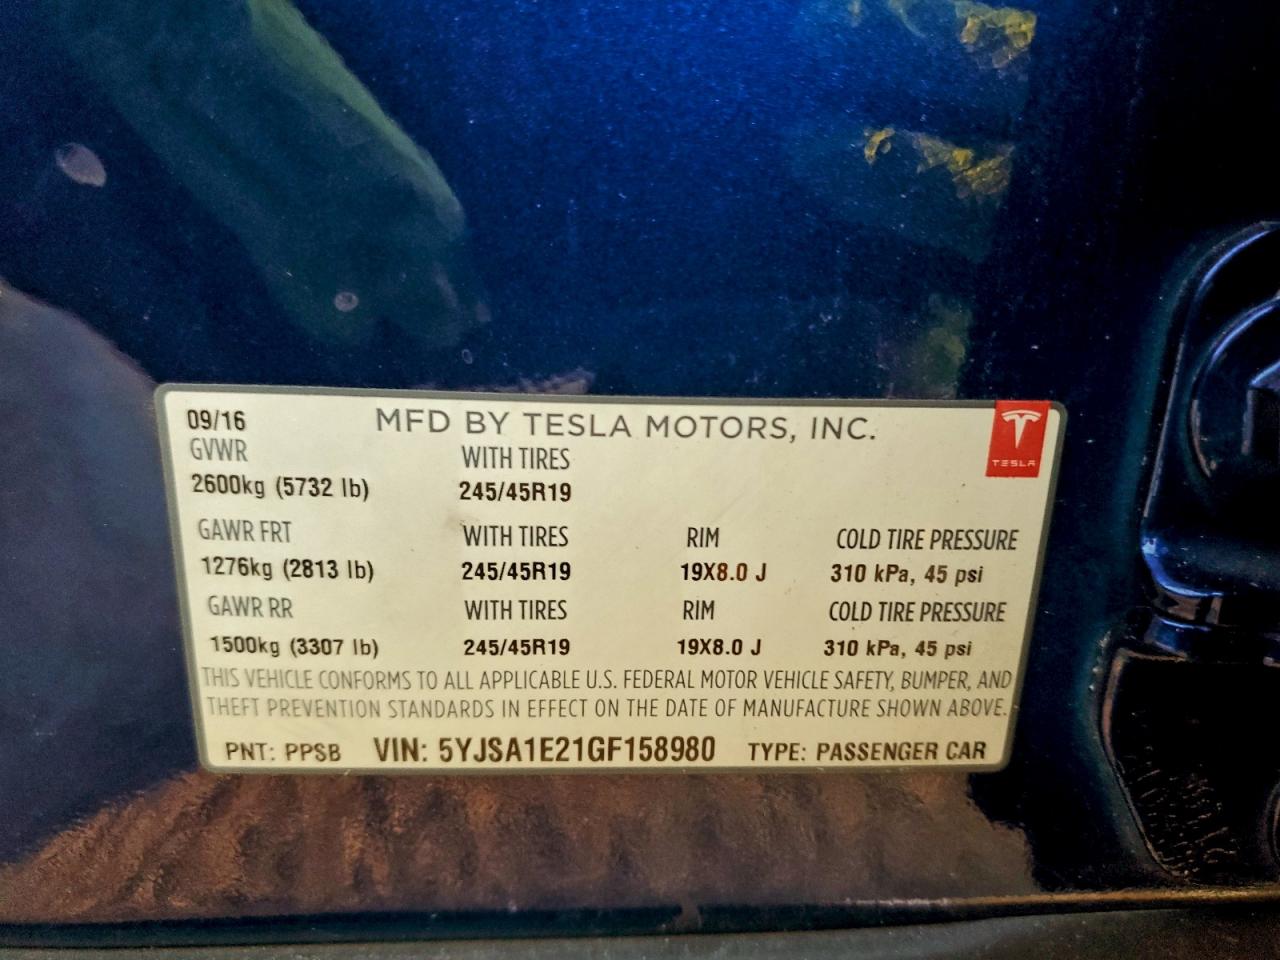 09/16 MFD BY TESLA MOTORS, INC.
TESLA
GVWR WITH TIRES
2600kg (5732 lb) 245/45R19
GAWR FRT WITH TIRES RIM COLD TIRE PRESSURE
1276kg (2813 lb) 245/45R19 19X8.0 J 310 kPa, 45 psi
GAWR RR WITH TIRES RIM COLD TIRE PRESSURE
1500kg (3307 lb) 245/45R19 19X8.0 J 310 kPa, 45 psi
THIS VEHICLE CONFORMS TO ALL APPLICABLE U.S. FEDERAL MOTOR VEHICLE SAFETY, BUMPER, AND
THEFT PREVENTION STANDARDS IN EFFECT ON THE DATE OF MANUFACTURE SHOWN ABOVE.
PNT: PPSB VIN: 5YJSA1E21GF158980 TYPE: PASSENGER CAR